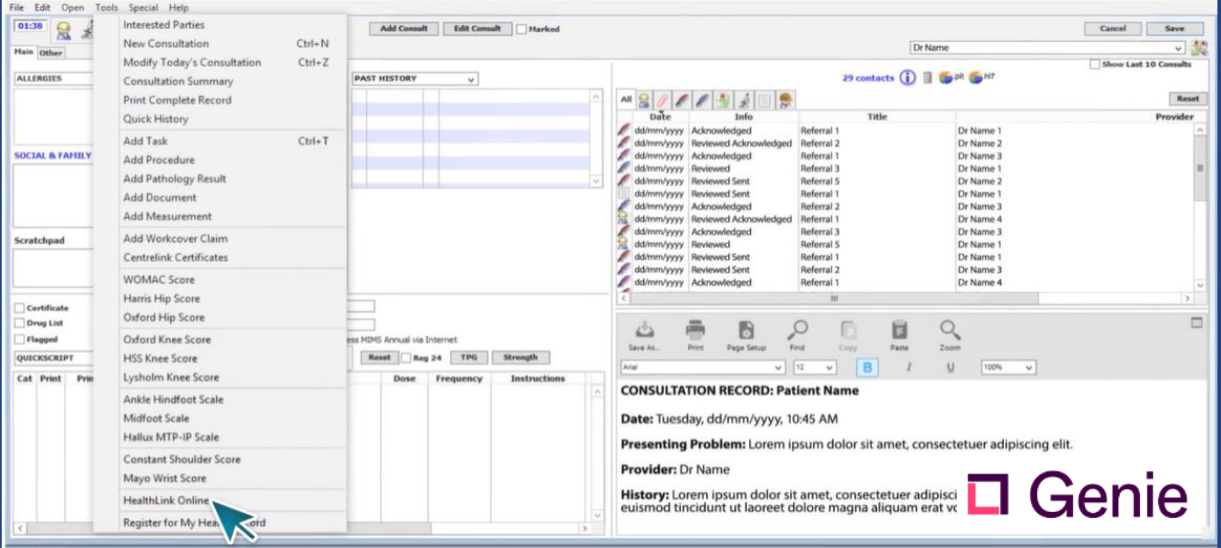 File Edit Open Tools Special Help
01:38
Add Consult Edit Consult Marked
Cancel Save
Dr Name
Main Other
Show Last 10 Consults
ALLERGIES
PAST HISTORY
29 contacts pit N7
All
Reset
Date Info Title Provider
dd/mm/yyyy Acknowledged Referral 1 Dr Name 1
dd/mm/yyyy Reviewed Acknowledged Referral 2 Dr Name 2
dd/mm/yyyy Acknowledged Referral 1 Dr Name 3
dd/mm/yyyy Reviewed Referral 3 Dr Name 1
dd/mm/yyyy Reviewed Sent Referral 5 Dr Name 2
dd/mm/yyyy Reviewed Sent Referral 1 Dr Name 1
dd/mm/yyyy Acknowledged Referral 2 Dr Name 3
dd/mm/yyyy Reviewed Acknowledged Referral 1 Dr Name 4
dd/mm/yyyy Acknowledged Referral 3 Dr Name 3
dd/mm/yyyy Reviewed Referral 5 Dr Name 1
dd/mm/yyyy Reviewed Sent Referral 1 Dr Name 1
dd/mm/yyyy Reviewed Sent Referral 2 Dr Name 3
dd/mm/yyyy Acknowledged Referral 1 Dr Name 4
Interested Parties
New Consultation Ctrl+N
Modify Today's Consultation Ctrl+Z
Consultation Summary
Print Complete Record
Quick History
Add Task Ctrl+T
Add Procedure
Add Pathology Result
Add Document
Add Measurement
Add Workcover Claim
Centrelink Certificates
WOMAC Score
Harris Hip Score
Oxford Hip Score
Oxford Knee Score
HSS Knee Score
Lysholm Knee Score
Ankle Hindfoot Scale
Midfoot Scale
Hallux MTP-IP Scale
Constant Shoulder Score
Mayo Wrist Score
HealthLink Online
Register for My
SOCIAL & FAMILY
Scratchpad
Certificate
Drug List
Flagged
MIMS Annual via Internet
QUICKSCRIPT
Reset Reg 24 TPG Strength
Cat Print Dose Frequency Instructions
Save As.. Print Page Setup Find Copy Paste Zoom
Arial 12 B I U 100%
CONSULTATION RECORD: Patient Name
Date: Tuesday, dd/mm/yyyy, 10:45 AM
Presenting Problem: Lorem ipsum dolor sit amet, consectetuer adipiscing elit.
Provider: Dr Name
History: Lorem ipsum dolor sit amet, consectetuer adipisci
euismod tincidunt ut laoreet dolore magna aliquam erat
Genie